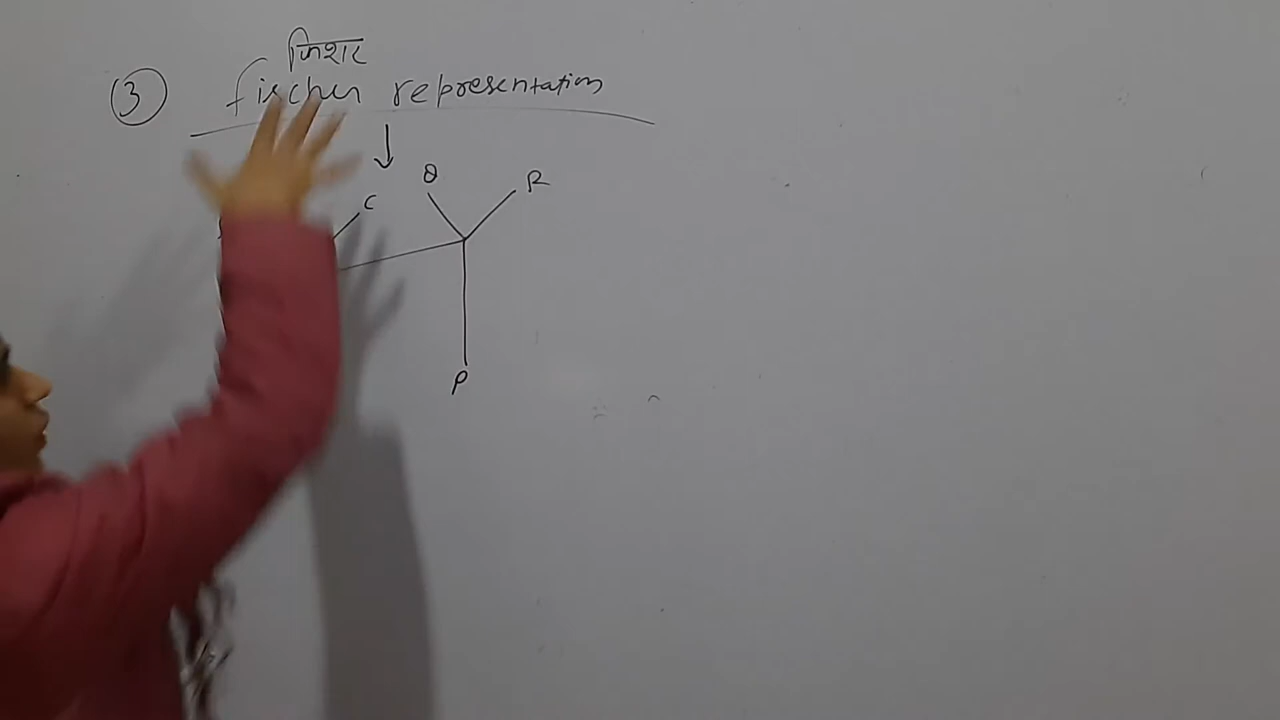 फिशर
③ fischer representation
Q R
C
P